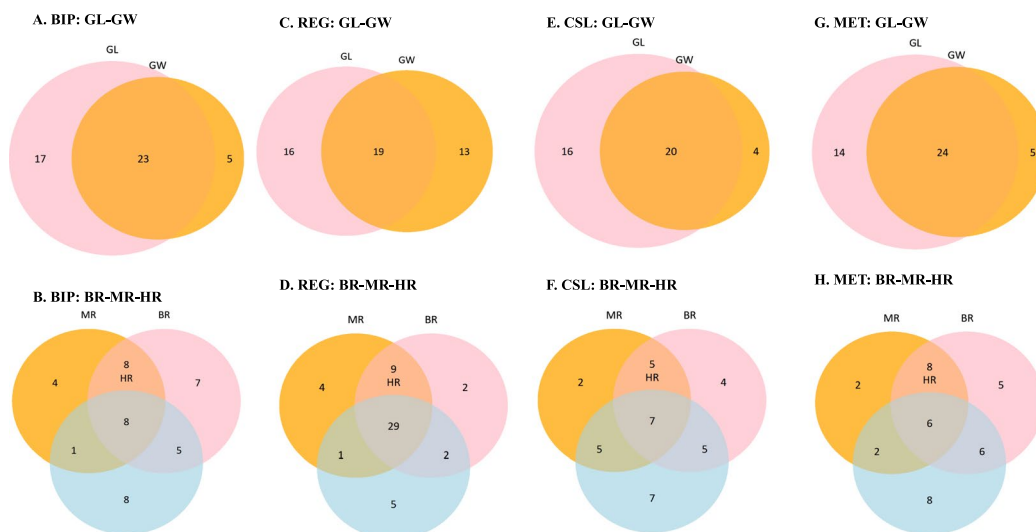 A. BIP: GL-GW
GL
GW
17
23
5
C. REG: GL-GW
GL
GW
16
19
13
E. CSL: GL-GW
GL
GW
16
20
4
G. MET: GL-GW
GL
GW
14
24
5
B. BIP: BR-MR-HR
MR
BR
4
8
HR
7
8
1
5
8
D. REG: BR-MR-HR
MR
BR
4
9
HR
2
29
1
2
5
F. CSL: BR-MR-HR
MR
BR
2
5
HR
4
7
5
5
7
H. MET: BR-MR-HR
MR
BR
2
8
HR
5
6
2
6
8